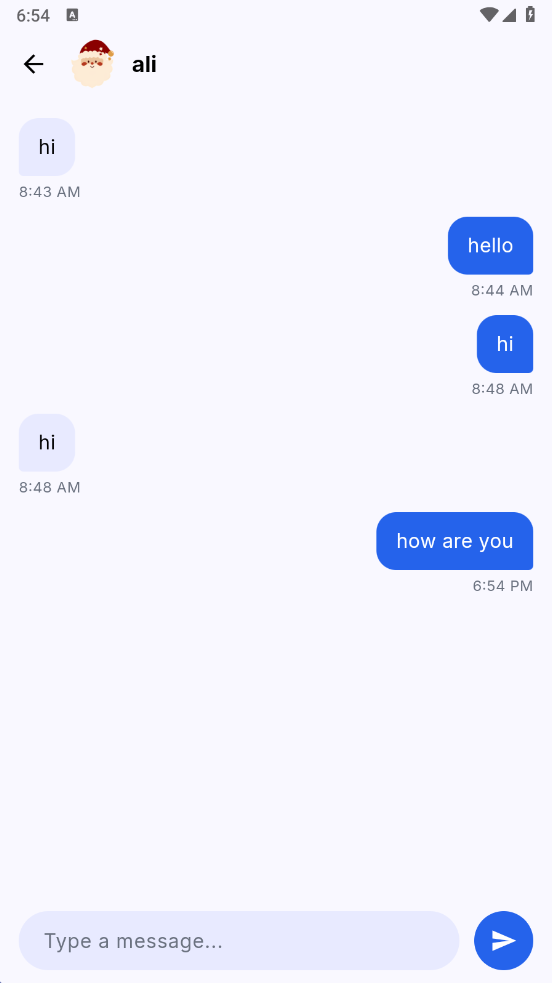 6:54
A
ali
hi
8:43 AM
hello
8:44 AM
hi
8:48 AM
hi
8:48 AM
how are you
6:54 PM
Type a message...